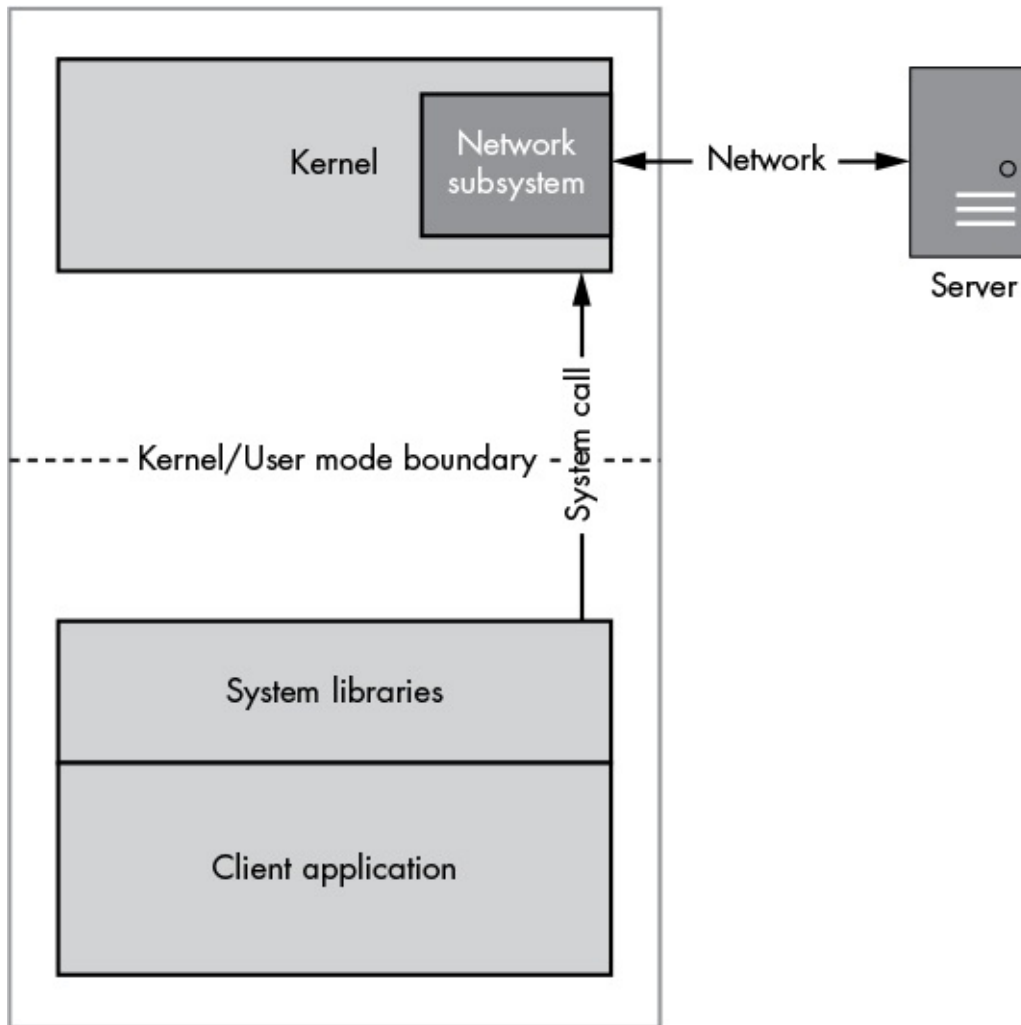 Kernel
Network
subsystem
Network
Server
System call
Kernel/User mode boundary
System libraries
Client application